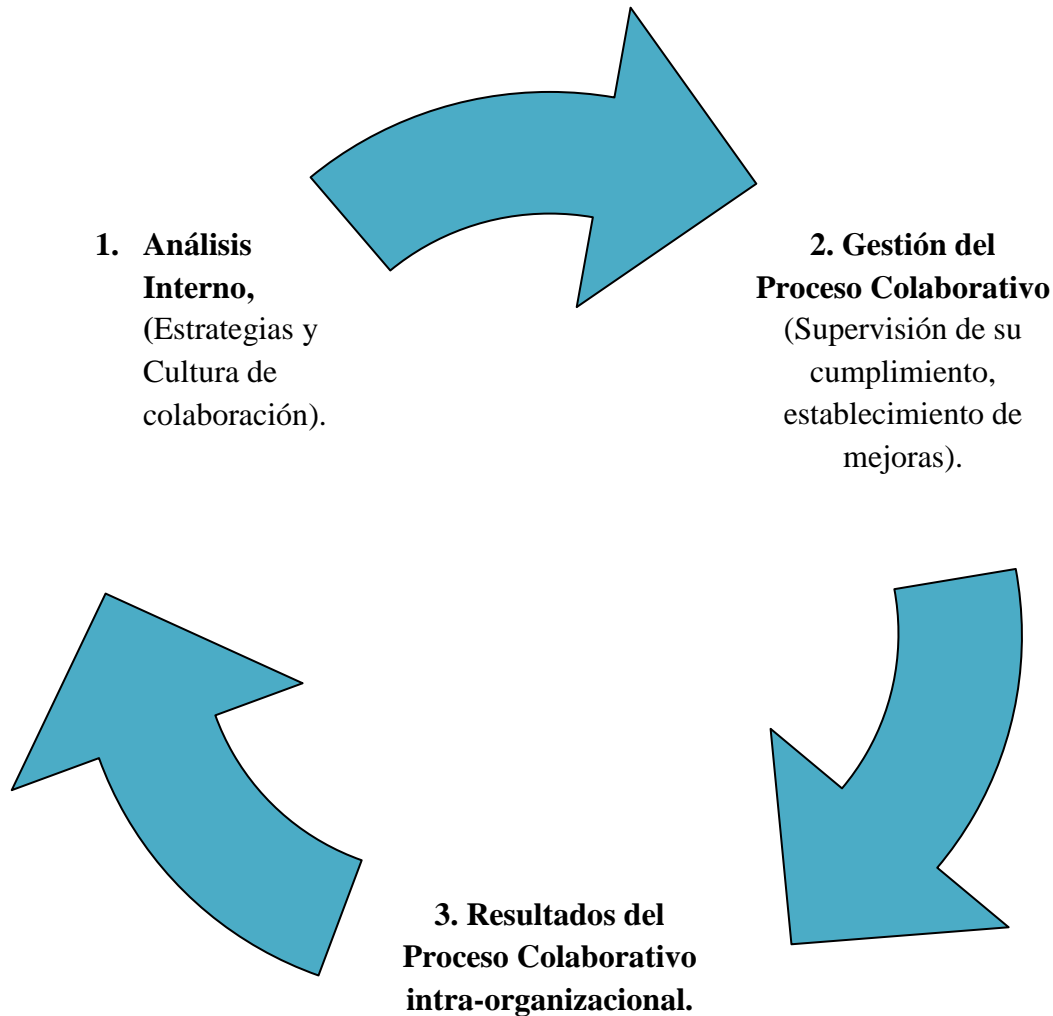 1. Análisis
Interno,
(Estrategias y
Cultura de
colaboración).
2. Gestión del
Proceso Colaborativo
(Supervisión de su
cumplimiento,
establecimiento de
mejoras).
3. Resultados del
Proceso Colaborativo
intra-organizacional.